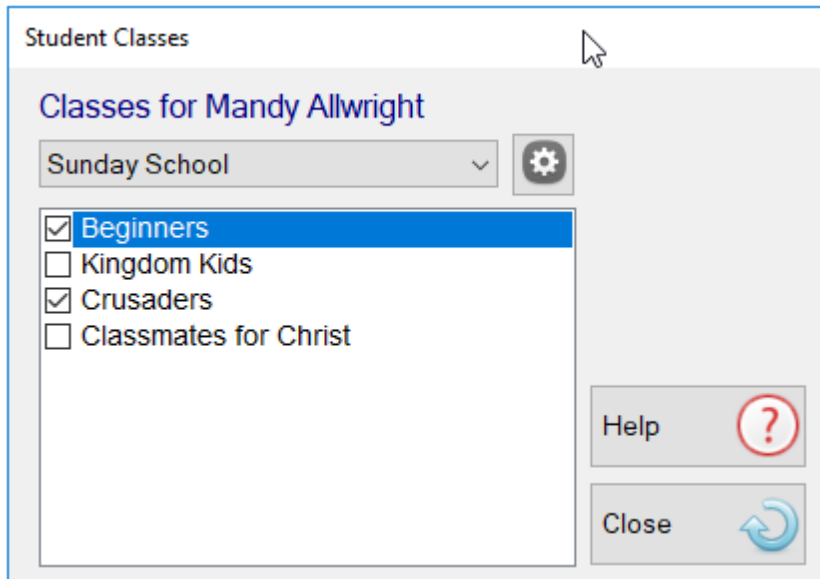 Student Classes
Classes for Mandy Allwright
Sunday School
Beginners
Kingdom Kids
Crusaders
Classmates for Christ
Help
?
Close